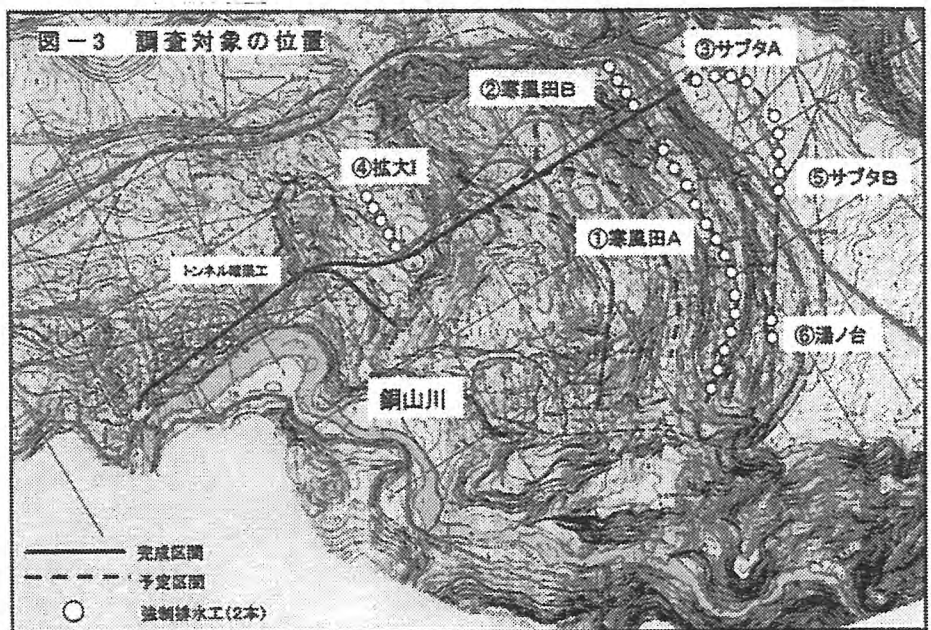 図－3 調査対象の位置
③サブタA
②寒風田B
④拡大I
⑤サブタB
①寒風田A
トンネル暗渠工
⑥湯ノ台
銅山川
完成区間
予定区間
強制排水工(2本)